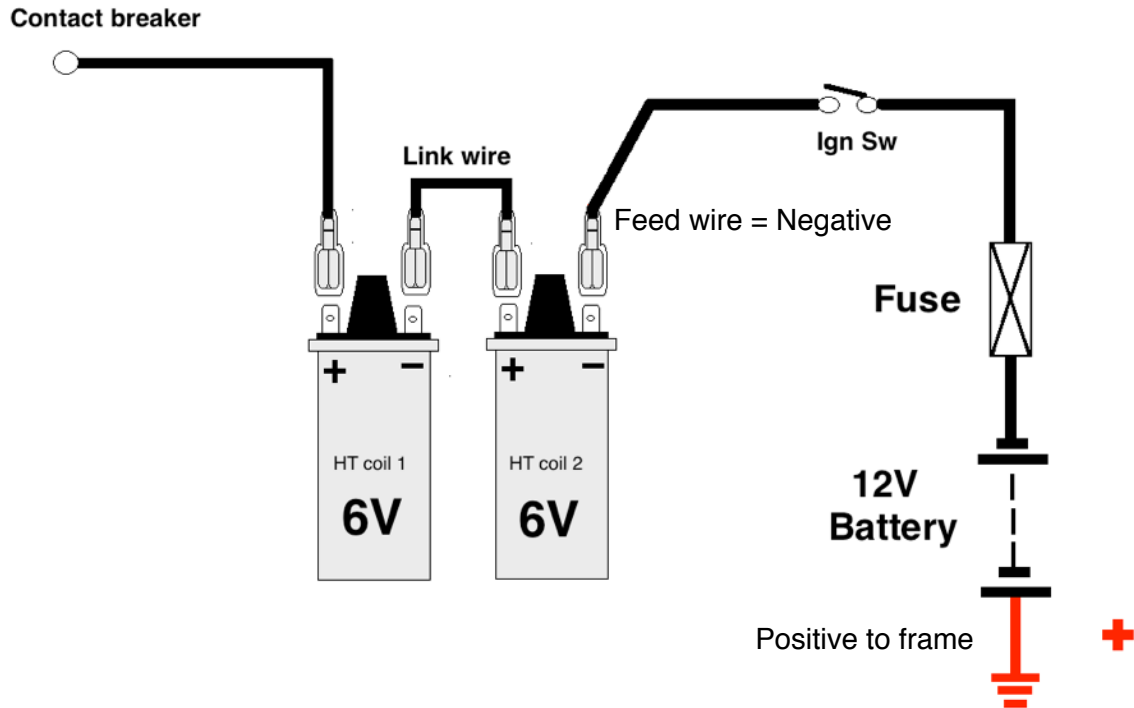 Contact breaker
Link wire
Ign Sw
Feed wire = Negative
Fuse
+ − + −
HT coil 1 HT coil 2
6V 6V
12V
Battery
Positive to frame +